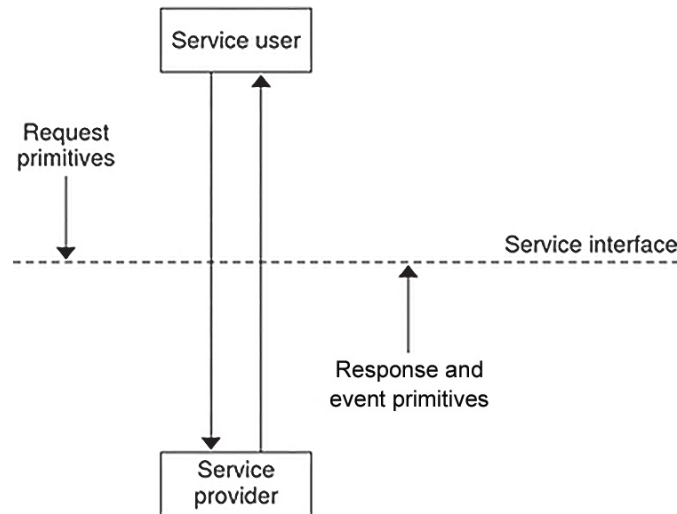 Service user
Request
primitives
Service interface
Response and
event primitives
Service
provider